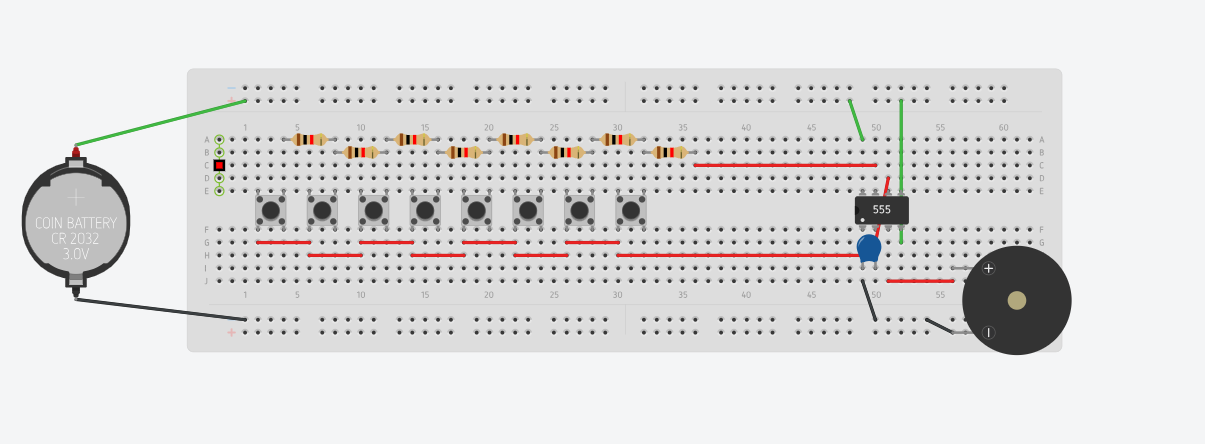 −
+
1 5 10 15 20 25 30 35 40 45 50 55 60
A A
B B
C C
D D
E E
COIN BATTERY
CR 2032
3.0V
555
F F
G G
H
I
J
+
−
1 5 10 15 20 25 30 35 40 45 50 55
+